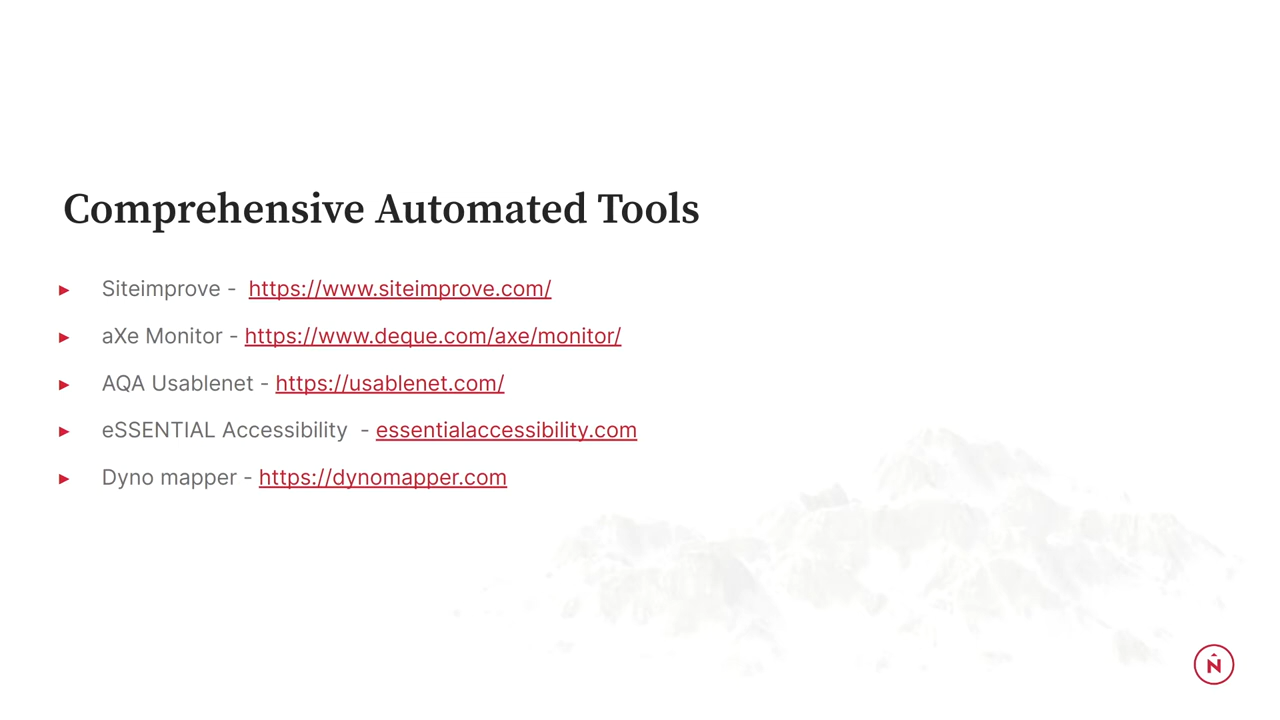 Comprehensive Automated Tools
► Siteimprove - https://www.siteimprove.com/
► aXe Monitor - https://www.deque.com/axe/monitor/
► AQA Usablenet - https://usablenet.com/
► eSSENTIAL Accessibility - essentialaccessibility.com
► Dyno mapper - https://dynomapper.com
N